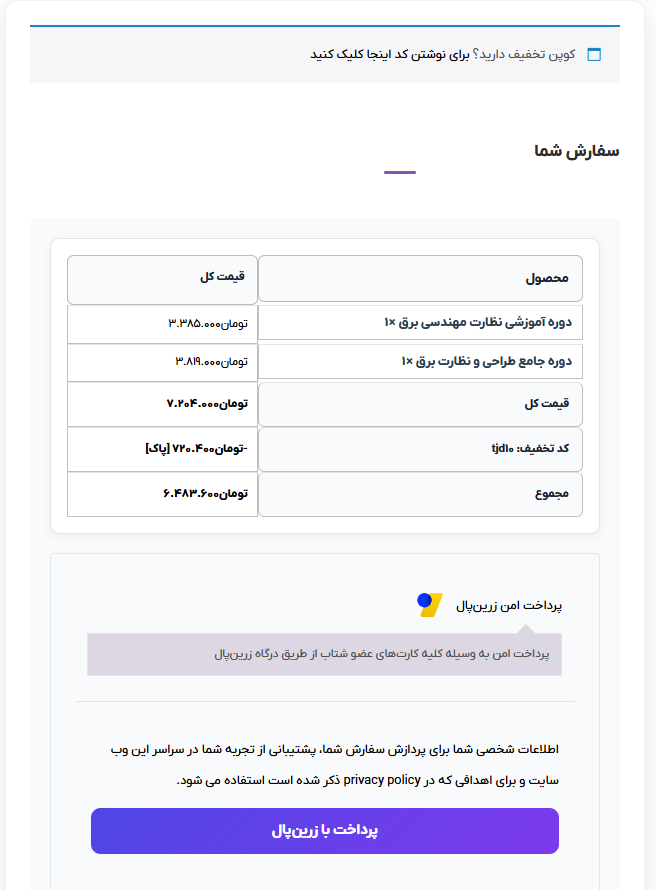 کوپن تخفیف دارید؟ برای نوشتن کد اینجا کلیک کنید
سفارش شما
محصول قیمت کل
دوره آموزشی نظارت مهندسی برق ×۱ تومان۳.۳۸۵.۰۰۰
دوره جامع طراحی و نظارت برق ×۱ تومان۳.۸۱۹.۰۰۰
قیمت کل تومان۷.۲۰۴.۰۰۰
کد تخفیف: tjd۱۰ -تومان۷۲۰.۴۰۰ [پاک]
مجموع تومان۶.۴۸۳.۶۰۰
پرداخت امن زرین‌پال
پرداخت امن به وسیله کلیه کارت‌های عضو شتاب از طریق درگاه زرین‌پال
اطلاعات شخصی شما برای پردازش سفارش شما، پشتیبانی از تجربه شما در سراسر این وب
سایت و برای اهدافی که در privacy policy ذکر شده است استفاده می شود.
پرداخت با زرین‌پال